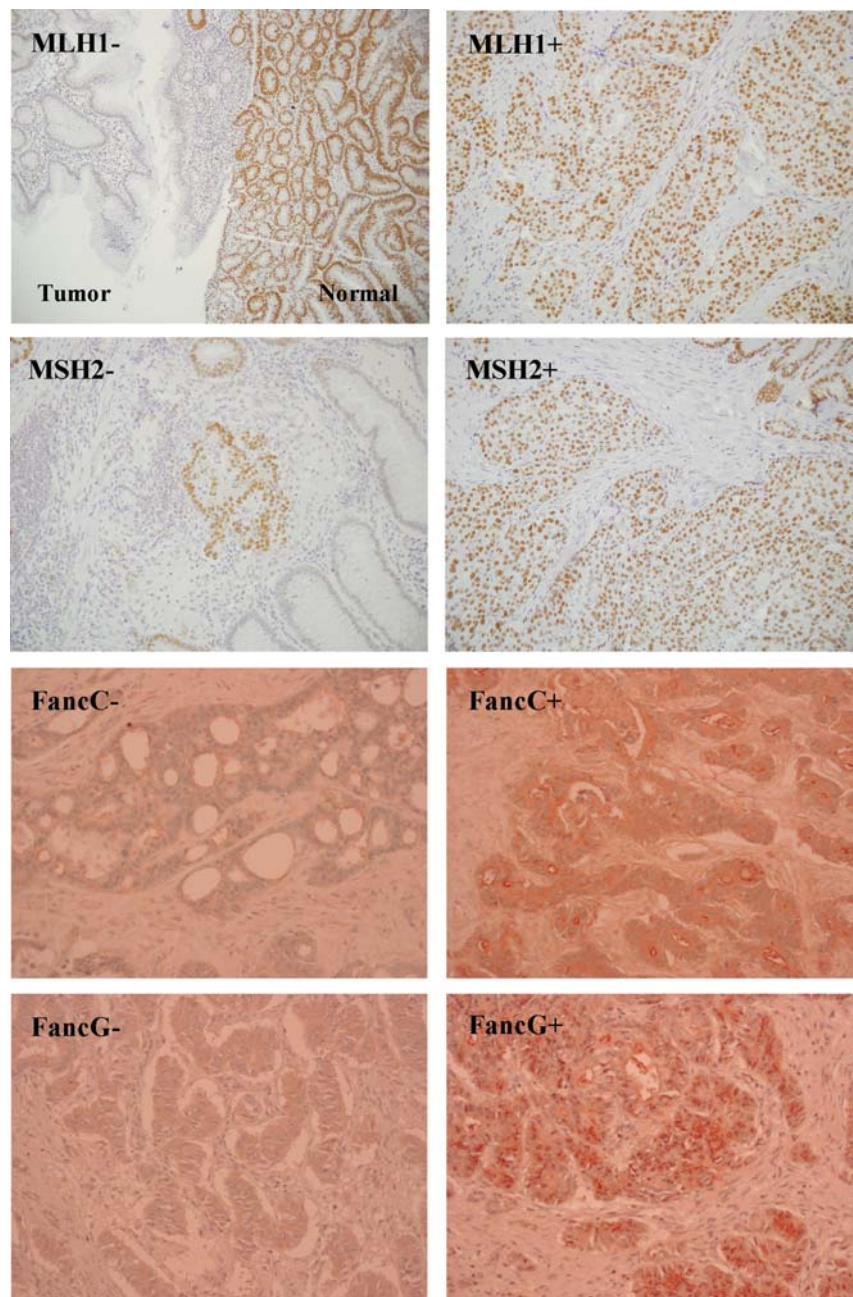 MLH1-
MLH1+
Tumor
Normal
MSH2-
MSH2+
FancC-
FancC+
FancG-
FancG+